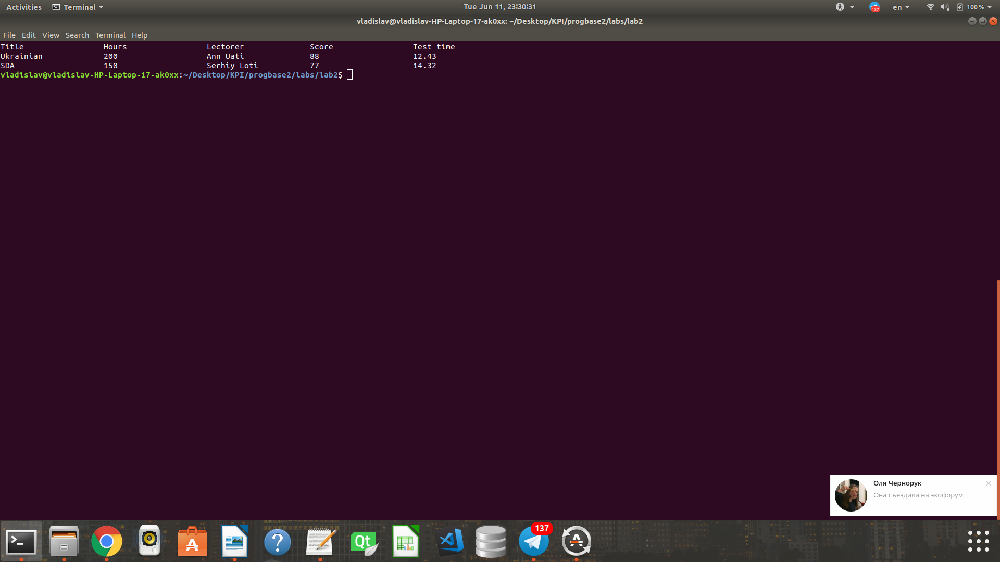 Activities Terminal Tue Jun 11, 23:30:31 137 en 100 %
vladislav@vladislav-HP-Laptop-17-ak0xx: ~/Desktop/KPI/progbase2/labs/lab2
File Edit View Search Terminal Help
Title Hours Lectorer Score Test time
Ukrainian 200 Ann Uati 88 12.43
SDA 150 Serhiy Loti 77 14.32
vladislav@vladislav-HP-Laptop-17-ak0xx:~/Desktop/KPI/progbase2/labs/lab2$
Оля Чернорук
Она съездила на экофорум
Qt
137